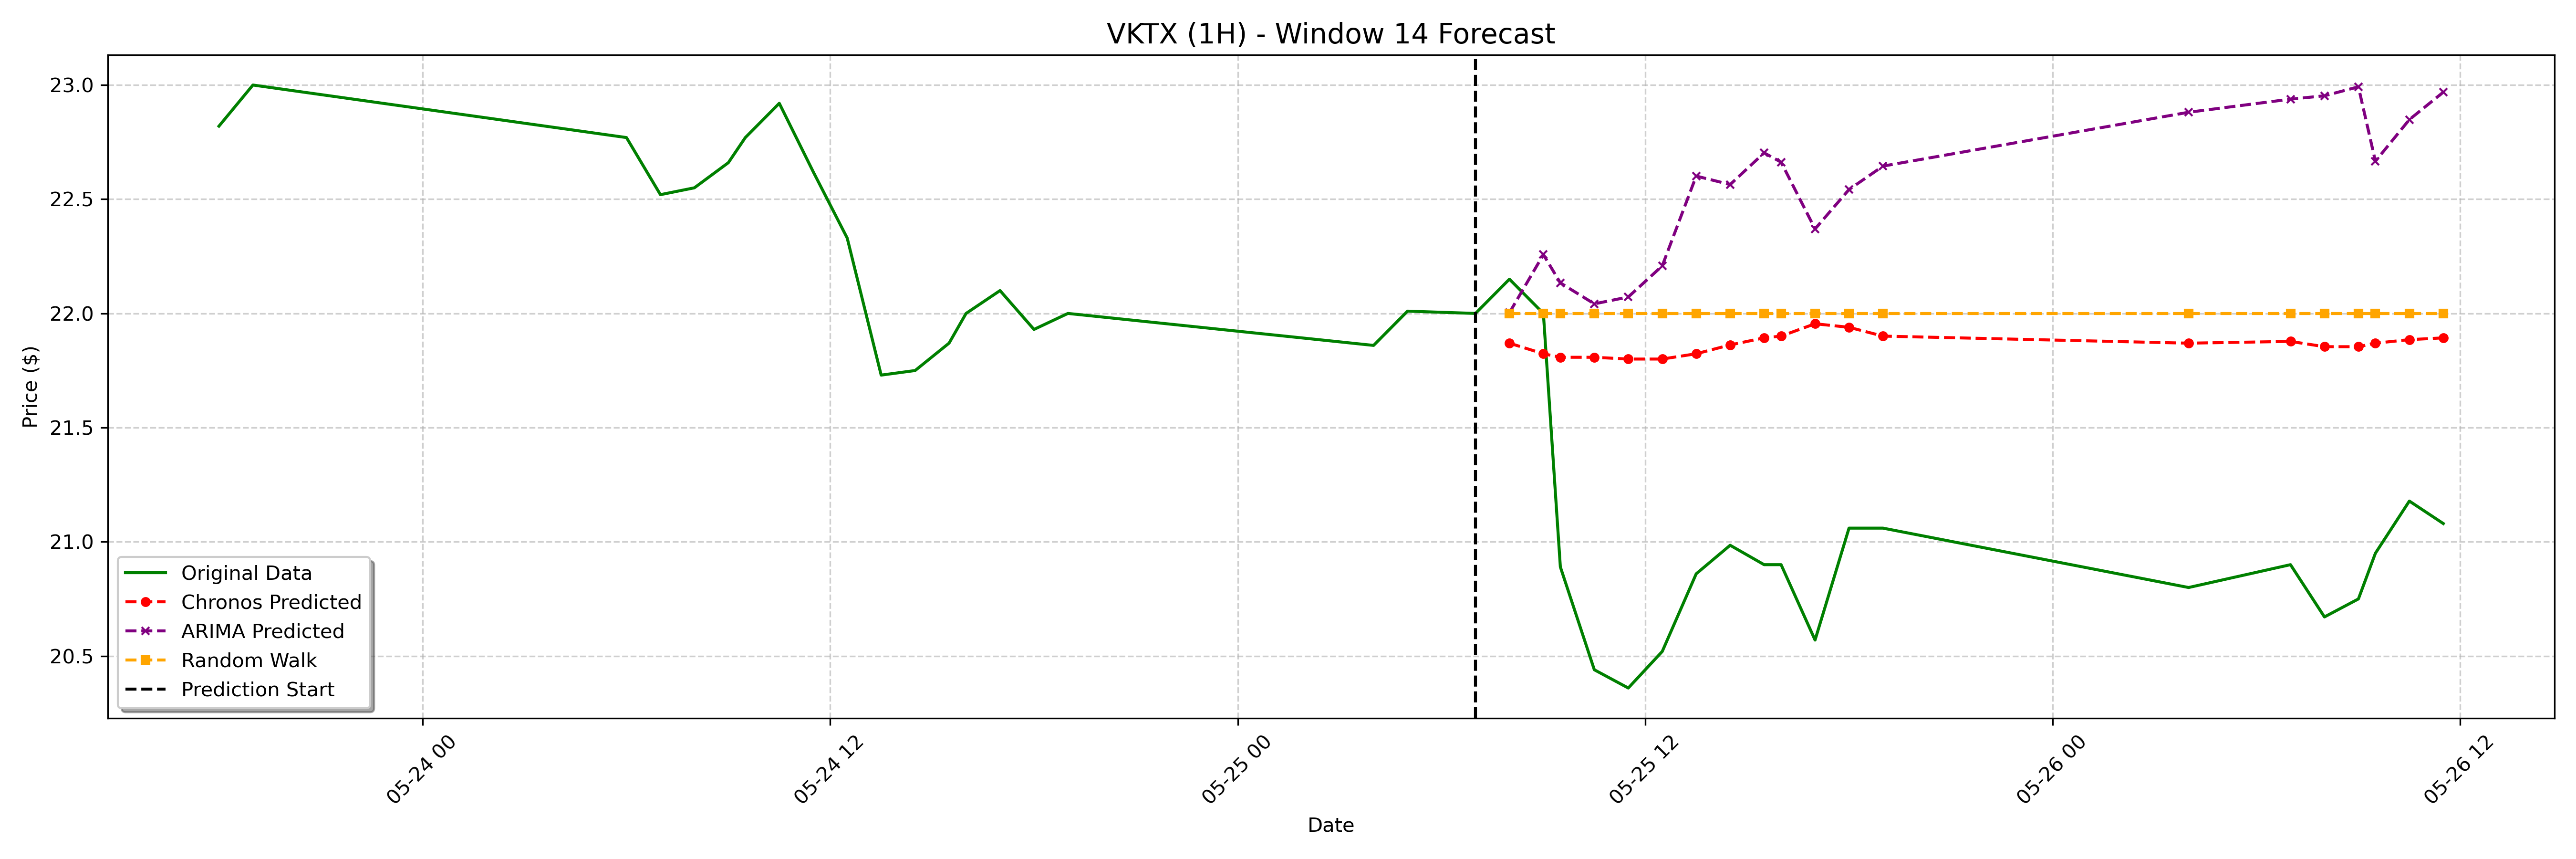 VKTX (1H) - Window 14 Forecast
Price ($)
23.0
22.5
22.0
21.5
21.0
20.5
Original Data
Chronos Predicted
ARIMA Predicted
Random Walk
Prediction Start
05-24 00
05-24 12
05-25 00
05-25 12
05-26 00
05-26 12
Date